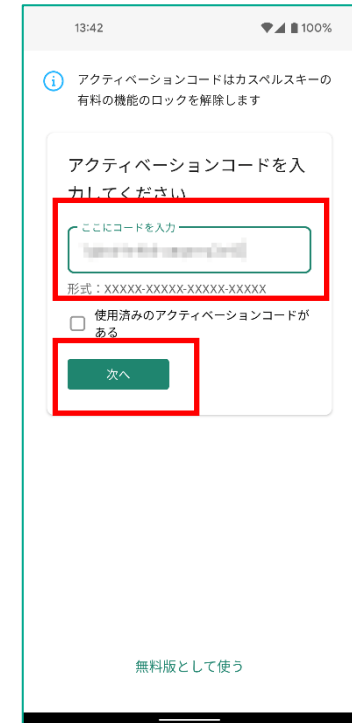 13:42
100%
アクティベーションコードはカスペルスキーの
有料の機能のロックを解除します
アクティベーションコードを入
力してください
ここにコードを入力
形式：XXXXX-XXXXX-XXXXX-XXXXX
使用済みのアクティベーションコードが
ある
次へ
無料版として使う